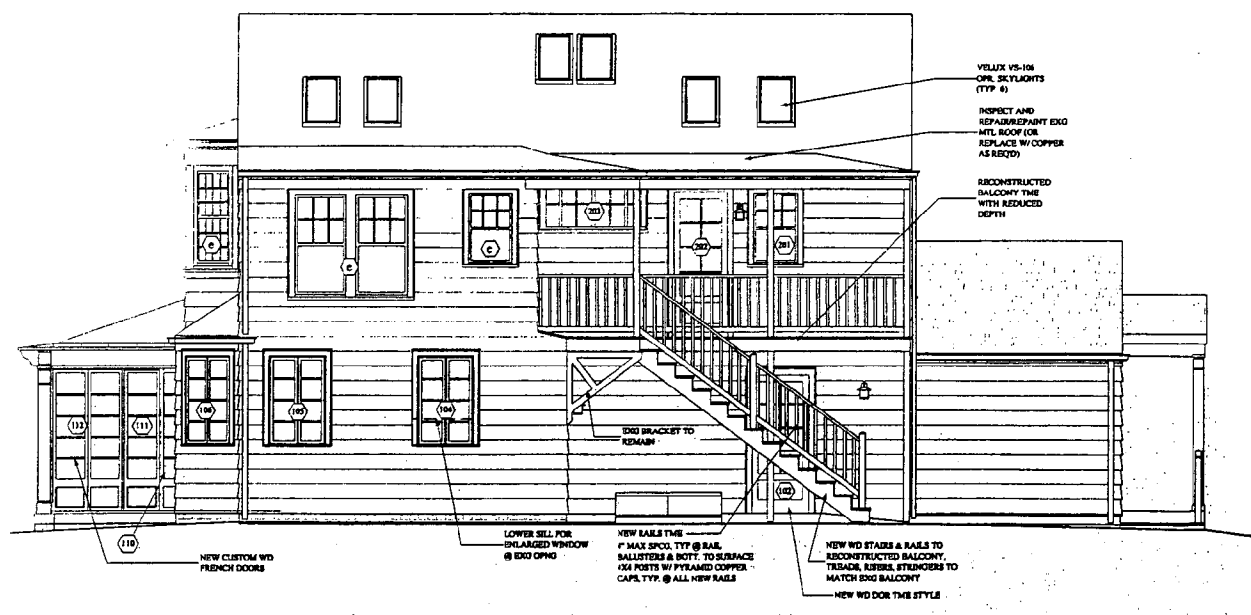 VELUX VS-106
OPR. SKYLIGHTS
(TYP 6)
INSPECT AND
REPAIR/REPAINT EXG
MTL ROOF (OR
REPLACE W/ COPPER
AS REQ'D)
RECONSTRUCTED
BALCONY TME
WITH REDUCED
DEPTH
203
202
201
e
e
e
106
105
104
112
111
102
110
EXG BRACKET TO
REMAIN
NEW CUSTOM WD
FRENCH DOORS
LOWER SILL FOR
ENLARGED WINDOW
@ EXG OPNG
NEW RAILS TME
4" MAX SPCG, TYP @ RAIL
BALLISTERS & BOTT. TO SURFACE
4X4 POSTS W/ PYRAMID COPPER
CAPS, TYP. @ ALL NEW RAILS
NEW WD STAIRS & RAILS TO
RECONSTRUCTED BALCONY,
TREADS, RISERS, STRINGERS TO
MATCH EXG BALCONY
NEW WD DOR TME STYLE